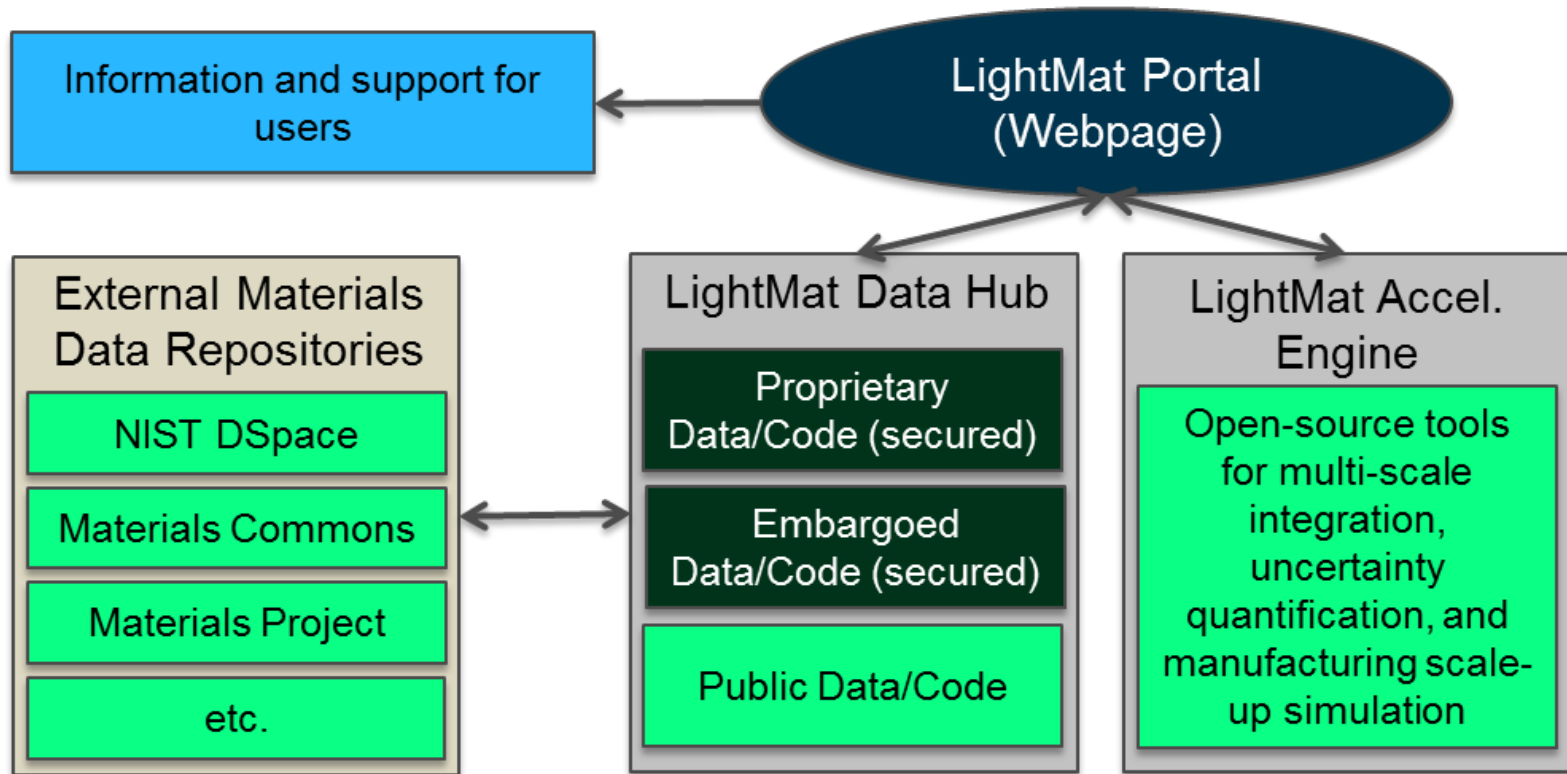 Information and support for
users
LightMat Portal
(Webpage)
External Materials
Data Repositories
NIST DSpace
Materials Commons
Materials Project
etc.
LightMat Data Hub
Proprietary
Data/Code (secured)
Embargoed
Data/Code (secured)
Public Data/Code
LightMat Accel.
Engine
Open-source tools
for multi-scale
integration,
uncertainty
quantification, and
manufacturing scale-
up simulation